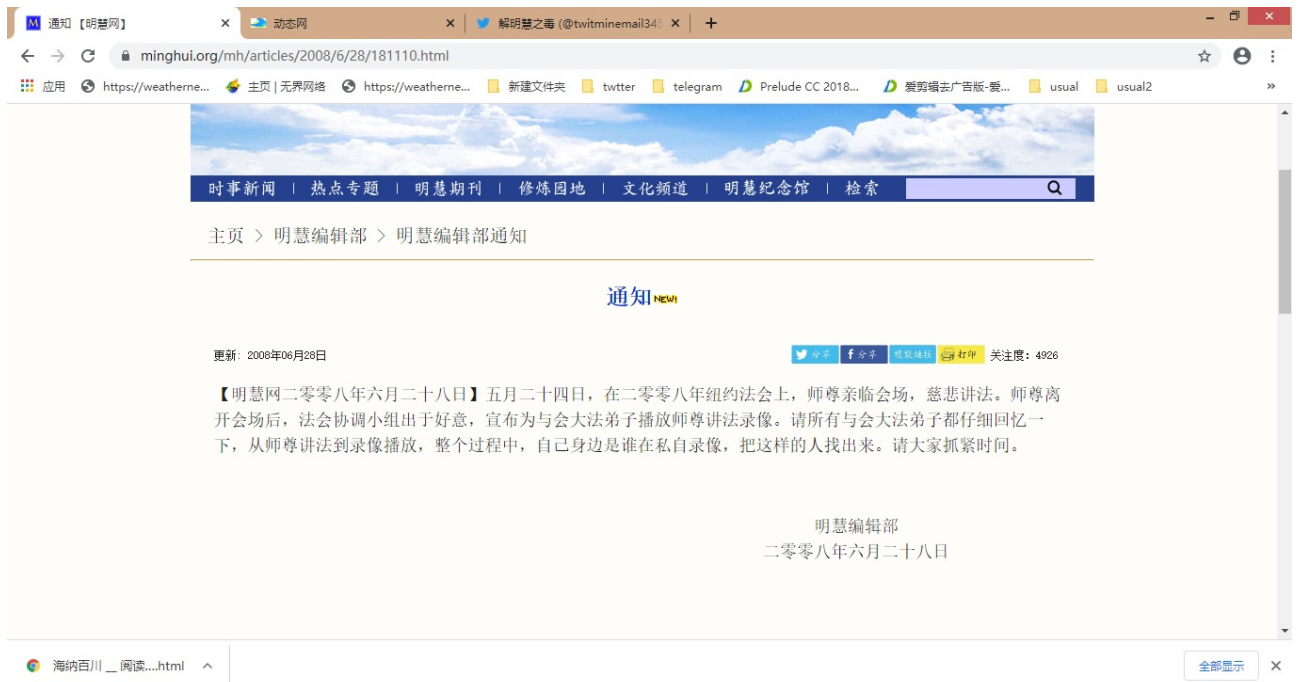 通知【明慧网】
动态网
解明慧之毒 (@twitminemail345
minghui.org/mh/articles/2008/6/28/181110.html
应用 https://weatherne... 主页 | 无界网络 https://weatherne... 新建文件夹 twtter telegram Prelude CC 2018... 爱剪辑去广告版-爱... usual usual2 »
时事新闻 | 热点专题 | 明慧期刊 | 修炼园地 | 文化频道 | 明慧纪念馆 | 检索
主页 > 明慧编辑部 > 明慧编辑部通知
通知 NEW!
更新: 2008年06月28日 分享 分享 打印 关注度: 4926
【明慧网二零零八年六月二十八日】五月二十四日，在二零零八年纽约法会上，师尊亲临会场，慈悲讲法。师尊离
开会场后，法会协调小组出于好意，宣布为与会大法弟子播放师尊讲法录像。请所有与会大法弟子都仔细回忆一
下，从师尊讲法到录像播放，整个过程中，自己身边是谁在私自录像，把这样的人找出来。请大家抓紧时间。
明慧编辑部
二零零八年六月二十八日
海纳百川 __ 阅读....html
全部显示